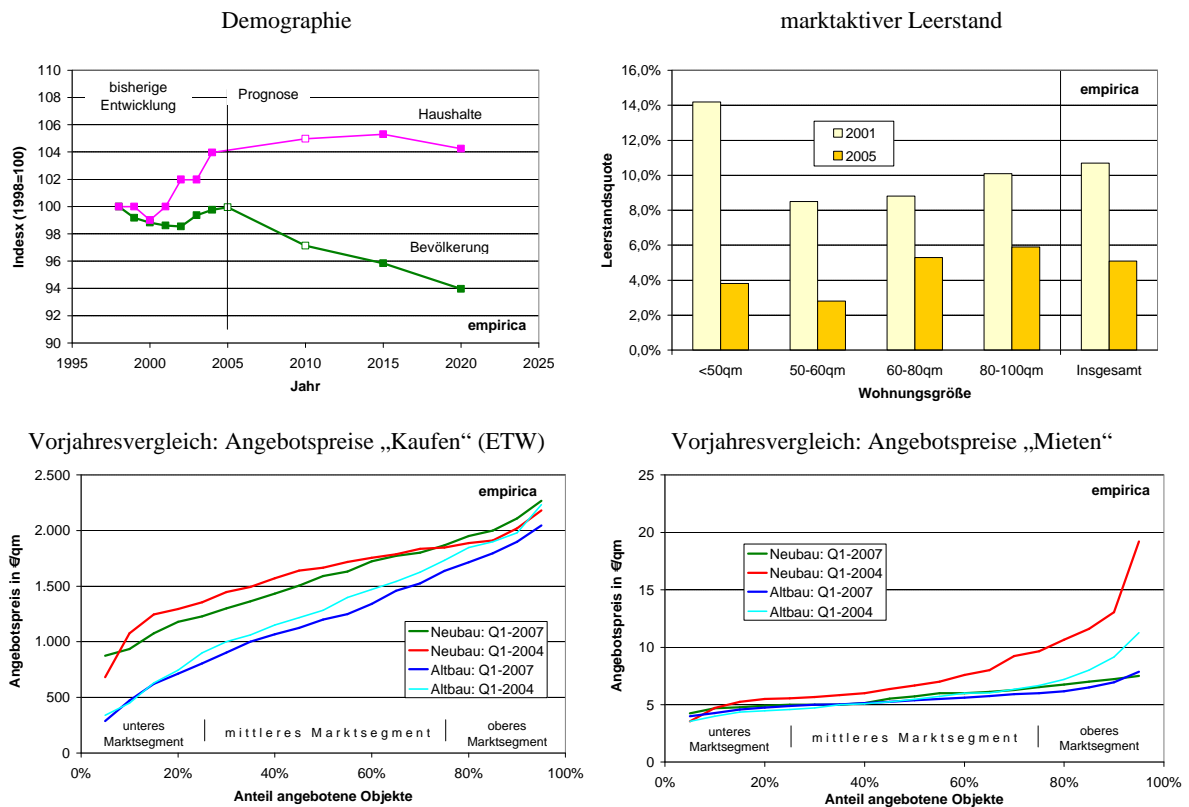 Demographie
110
108
106
104
102
100
98
96
94
92
90
Indesx (1998=100)
bisherige
Entwicklung
Prognose
Haushalte
Bevölkerung
empirica
1995
2000
2005
2010
2015
2020
2025
Jahr
marktaktiver Leerstand
16,0%
14,0%
12,0%
10,0%
8,0%
6,0%
4,0%
2,0%
0,0%
Leerstandsquote
empirica
2001
2005
<50qm
50-60qm
60-80qm
80-100qm
Insgesamt
Wohnungsgröße
Vorjahresvergleich: Angebotspreise „Kaufen“ (ETW)
2.500
2.000
1.500
1.000
500
0
Angebotspreis in €/qm
empirica
Neubau: Q1-2007
Neubau: Q1-2004
Altbau: Q1-2007
Altbau: Q1-2004
unteres
Marktsegment
mittleres Marktsegment
oberes
Marktsegment
0%
20%
40%
60%
80%
100%
Anteil angebotene Objekte
Vorjahresvergleich: Angebotspreise „Mieten“
25
20
15
10
5
0
Angebotspreis in €/qm
empirica
Neubau: Q1-2007
Neubau: Q1-2004
Altbau: Q1-2007
Altbau: Q1-2004
unteres
Marktsegment
mittleres Marktsegment
oberes
Marktsegment
0%
20%
40%
60%
80%
100%
Anteil angebotene Objekte